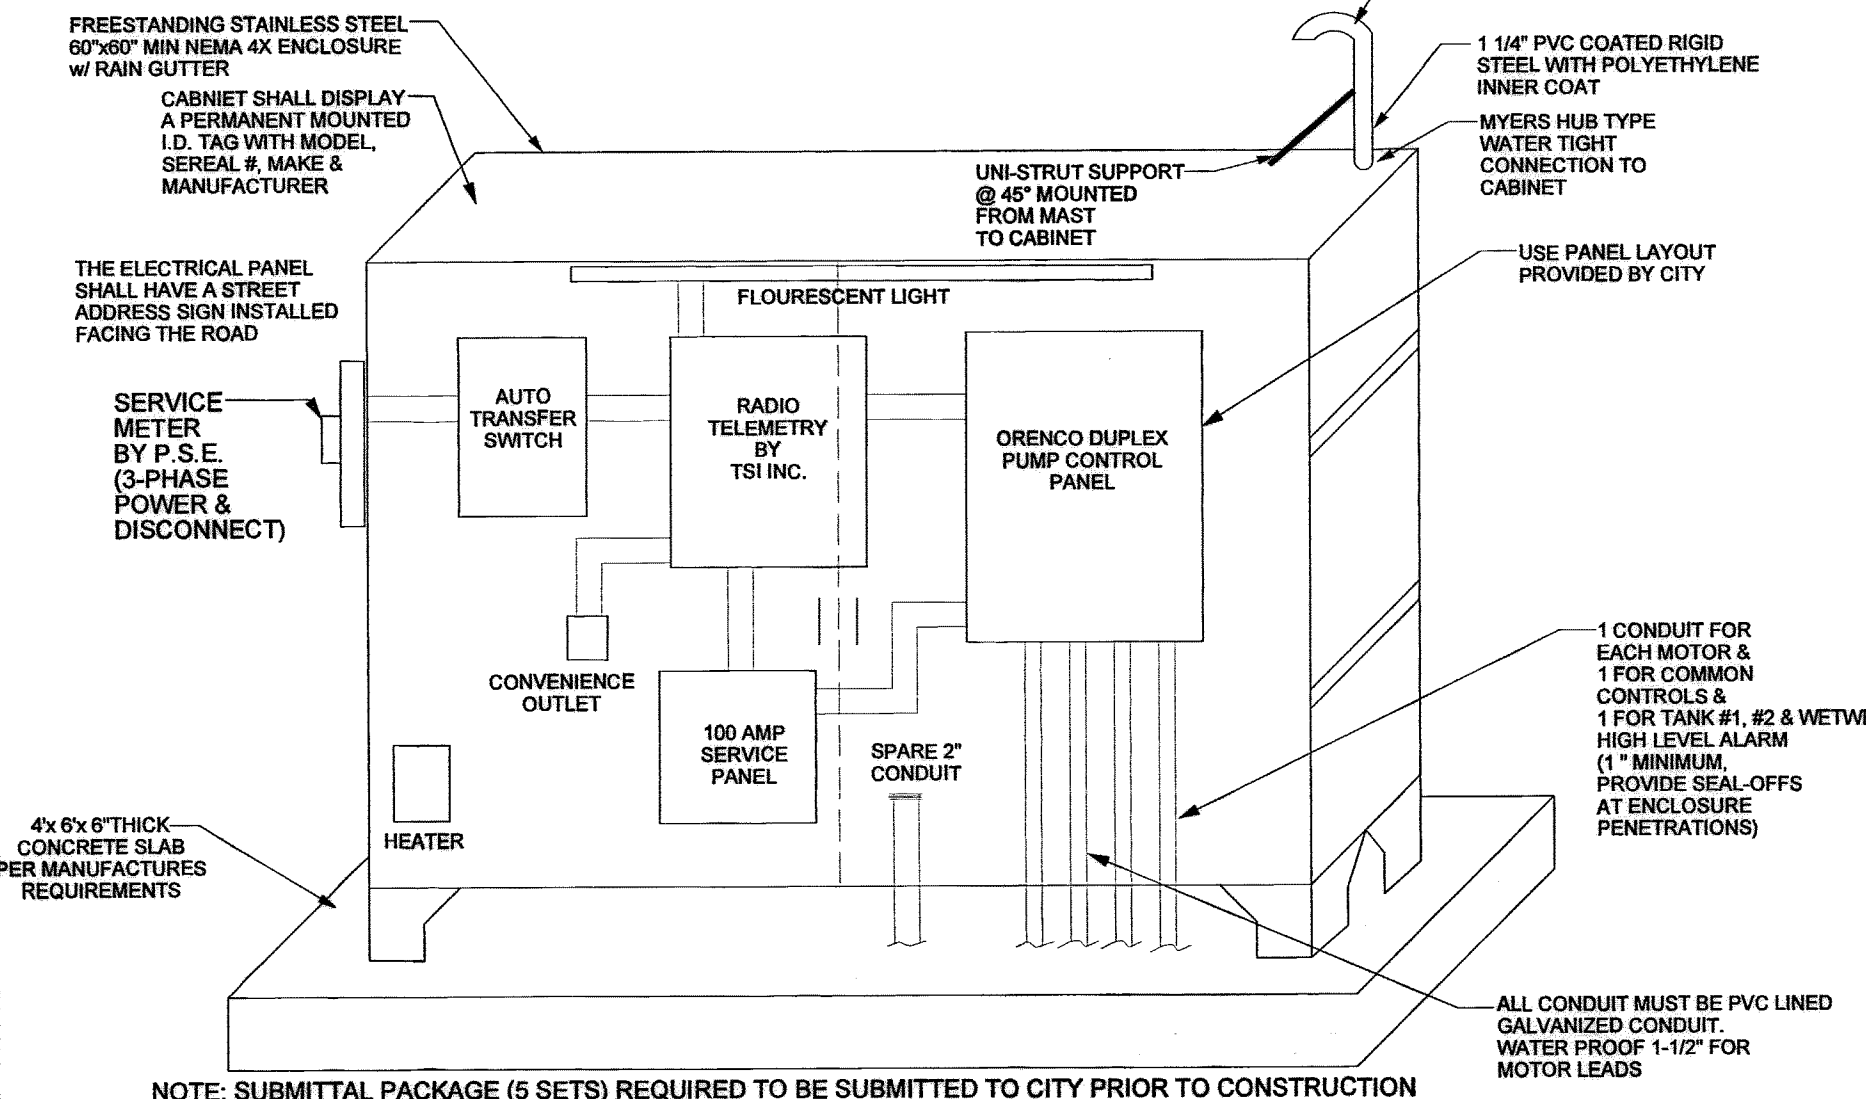 FREESTANDING STAINLESS STEEL
60"x60" MIN NEMA 4X ENCLOSURE
w/ RAIN GUTTER
CABNIET SHALL DISPLAY
A PERMANENT MOUNTED
I.D. TAG WITH MODEL,
SEREAL #, MAKE &
MANUFACTURER
1 1/4" PVC COATED RIGID
STEEL WITH POLYETHYLENE
INNER COAT
MYERS HUB TYPE
WATER TIGHT
CONNECTION TO
CABINET
UNI-STRUT SUPPORT
@ 45° MOUNTED
FROM MAST
TO CABINET
USE PANEL LAYOUT
PROVIDED BY CITY
THE ELECTRICAL PANEL
SHALL HAVE A STREET
ADDRESS SIGN INSTALLED
FACING THE ROAD
FLOURESCENT LIGHT
SERVICE
METER
BY P.S.E.
(3-PHASE
POWER &
DISCONNECT)
AUTO
TRANSFER
SWITCH
RADIO
TELEMETRY
BY
TSI INC.
ORENCO DUPLEX
PUMP CONTROL
PANEL
CONVENIENCE
OUTLET
100 AMP
SERVICE
PANEL
SPARE 2"
CONDUIT
HEATER
1 CONDUIT FOR
EACH MOTOR &
1 FOR COMMON
CONTROLS &
1 FOR TANK #1, #2 &
HIGH LEVEL ALARM
(1 " MINIMUM,
PROVIDE SEAL-OFFS
AT ENCLOSURE
PENETRATIONS)
4'x 6'x 6"THICK
CONCRETE SLAB
PER MANUFACTURES
REQUIREMENTS
ALL CONDUIT MUST BE PVC LINED
GALVANIZED CONDUIT.
WATER PROOF 1-1/2" FOR
MOTOR LEADS
NOTE: SUBMITTAL PACKAGE (5 SETS) REQUIRED TO BE SUBMITTED TO CITY PRIOR TO CONSTRUCTION